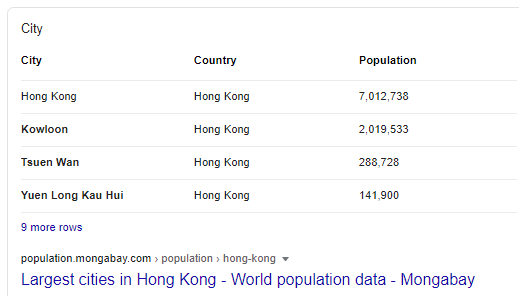 City
City Country Population
Hong Kong Hong Kong 7,012,738
Kowloon Hong Kong 2,019,533
Tsuen Wan Hong Kong 288,728
Yuen Long Kau Hui Hong Kong 141,900
9 more rows
population.mongabay.com › population › hong-kong
Largest cities in Hong Kong - World population data - Mongabay